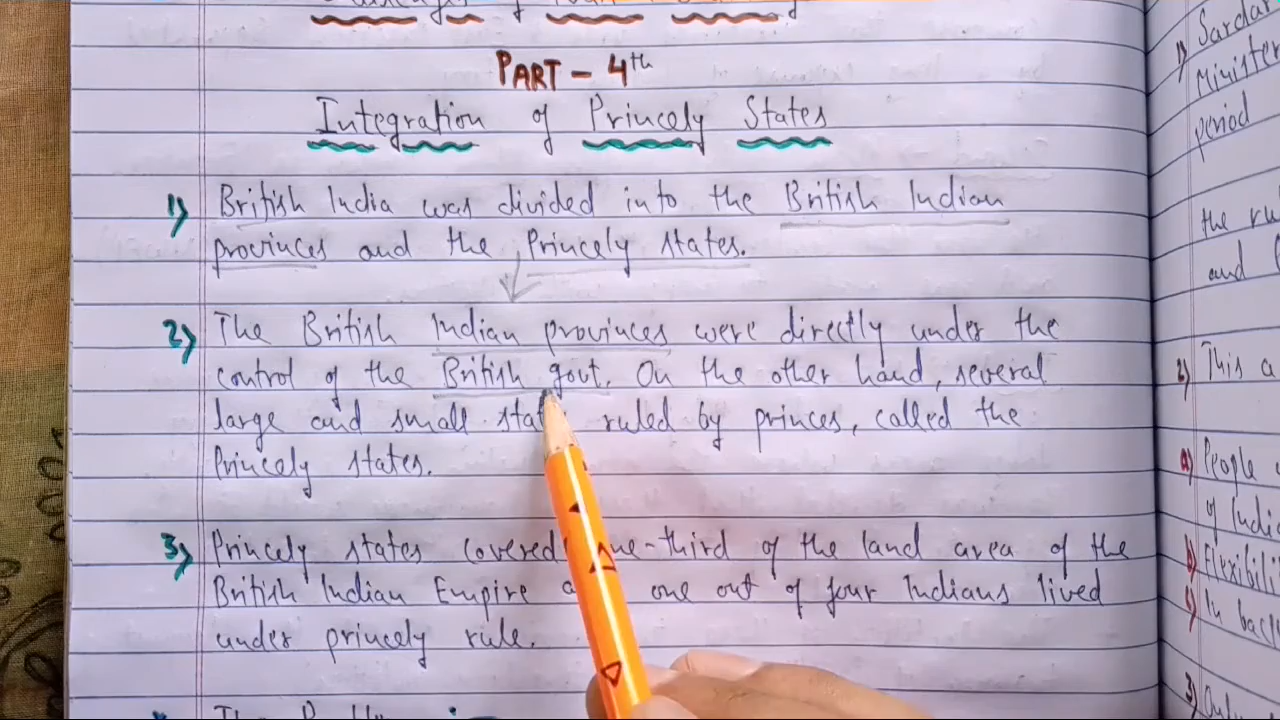 PART - 4th
Integration of Princely States
1) British India was divided into the British Indian
provinces and the Princely states.
2) The British Indian provinces were directly under the
control of the British govt. On the other hand, several
large and small ruled by princes, called the
Princely states.
3) Princely states covered one-third of the land area of the
British Indian Empire one out of four Indians lived
under princely rule.
1) Sardar
Minister
period
the
and
2) This a
a) People
of Indi
b) Flexibili
c) In back
3)